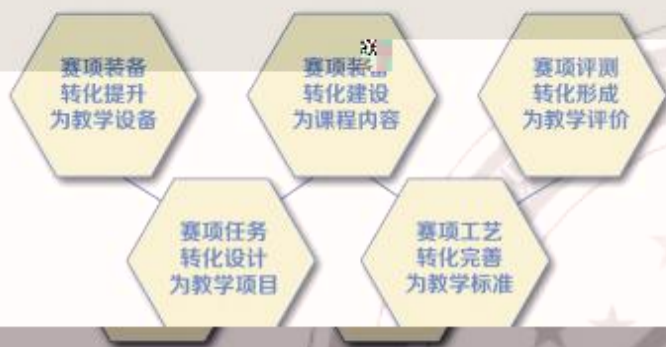 赛项装备
转化提升
为教学设备
赛项装
转化建设
为课程内容
赛项评测
转化形成
为教学评价
赛项任务
转化设计
为教学项目
赛项工艺
转化完善
为教学标准